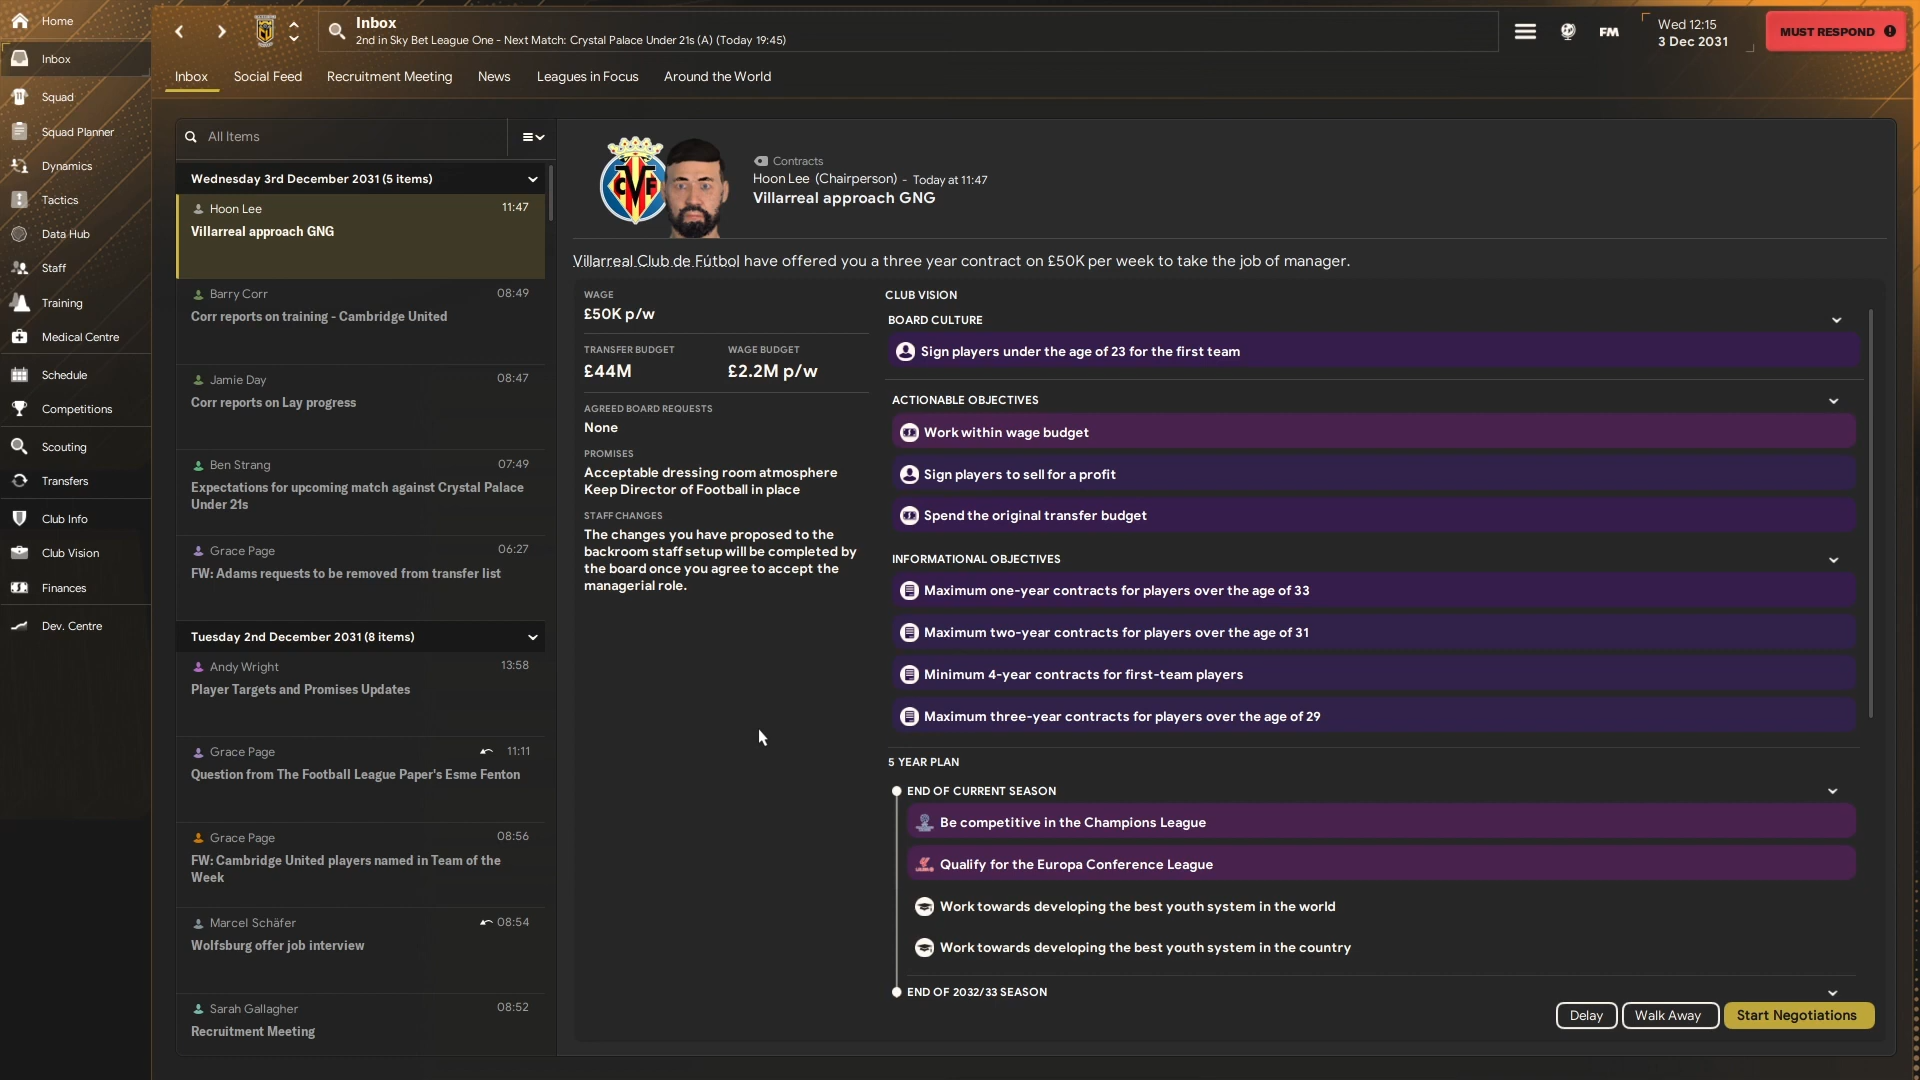 Home
Inbox
Squad
Squad Planner
Dynamics
Tactics
Data Hub
Staff
Training
Medical Centre
Schedule
Competitions
Scouting
Transfers
Club Info
Club Vision
Finances
Dev. Centre
Inbox
2nd in Sky Bet League One - Next Match: Crystal Palace Under 21s (A) (Today 19:45)
FM
Wed 12:15
3 Dec 2031
MUST RESPOND
Inbox
Social Feed
Recruitment Meeting
News
Leagues in Focus
Around the World
All Items
Wednesday 3rd December 2031 (5 items)
Hoon Lee 11:47
Villarreal approach GNG
Barry Corr 08:49
Corr reports on training - Cambridge United
Jamie Day 08:47
Corr reports on Lay progress
Ben Strang 07:49
Expectations for upcoming match against Crystal Palace
Under 21s
Grace Page 06:27
FW: Adams requests to be removed from transfer list
Tuesday 2nd December 2031 (8 items)
Andy Wright 13:58
Player Targets and Promises Updates
Grace Page 11:11
Question from The Football League Paper's Esme Fenton
Grace Page 08:56
FW: Cambridge United players named in Team of the
Week
Marcel Schäfer 08:54
Wolfsburg offer job interview
Sarah Gallagher 08:52
Recruitment Meeting
Contracts
Hoon Lee (Chairperson) - Today at 11:47
Villarreal approach GNG
Villarreal Club de Fútbol have offered you a three year contract on £50K per week to take the job of manager.
WAGE
£50K p/w
TRANSFER BUDGET WAGE BUDGET
£44M £2.2M p/w
AGREED BOARD REQUESTS
None
PROMISES
Acceptable dressing room atmosphere
Keep Director of Football in place
STAFF CHANGES
The changes you have proposed to the
backroom staff setup will be completed by
the board once you agree to accept the
managerial role.
CLUB VISION
BOARD CULTURE
Sign players under the age of 23 for the first team
ACTIONABLE OBJECTIVES
Work within wage budget
Sign players to sell for a profit
Spend the original transfer budget
INFORMATIONAL OBJECTIVES
Maximum one-year contracts for players over the age of 33
Maximum two-year contracts for players over the age of 31
Minimum 4-year contracts for first-team players
Maximum three-year contracts for players over the age of 29
5 YEAR PLAN
END OF CURRENT SEASON
Be competitive in the Champions League
Qualify for the Europa Conference League
Work towards developing the best youth system in the world
Work towards developing the best youth system in the country
END OF 2032/33 SEASON
Delay
Walk Away
Start Negotiations